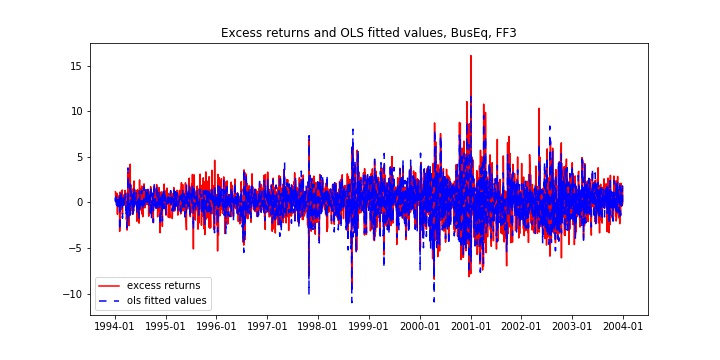 Excess returns and OLS fitted values, BusEq, FF3
15
10
5
0
−5
−10
excess returns
ols fitted values
1994-01 1995-01 1996-01 1997-01 1998-01 1999-01 2000-01 2001-01 2002-01 2003-01 2004-01